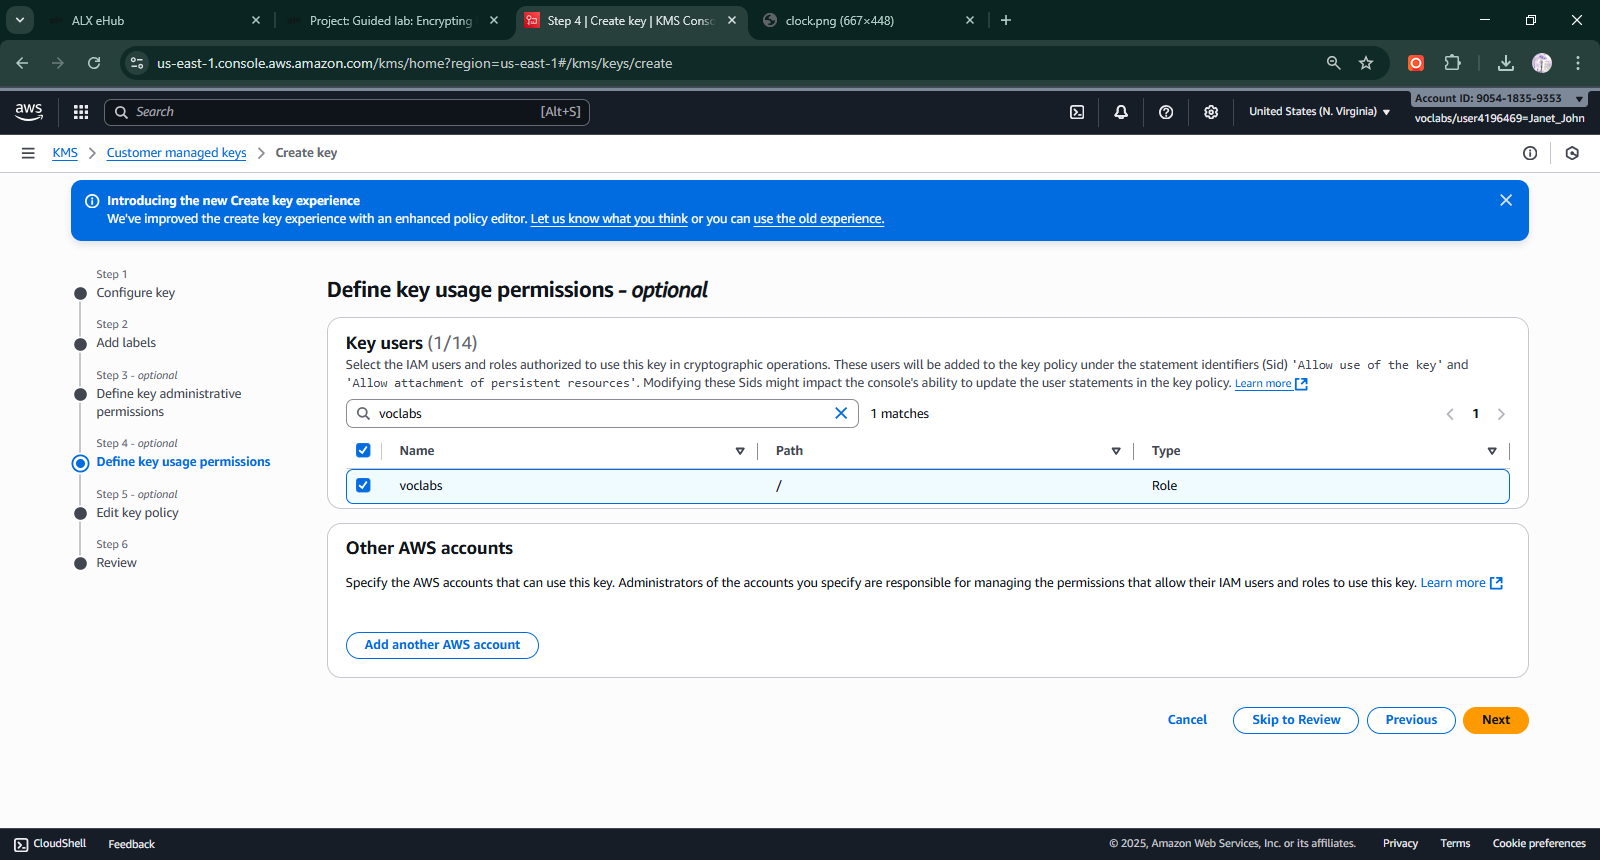 ALX eHub
Project: Guided lab: Encrypting
Step 4 | Create key | KMS Conso
clock.png (667×448)
us-east-1.console.aws.amazon.com/kms/home?region=us-east-1#/kms/keys/create
aws
Search
[Alt+S]
United States (N. Virginia)
Account ID: 9054-1835-9353
voclabs/user4196469=Janet_John
KMS
Customer managed keys
Create key
Introducing the new Create key experience
We've improved the create key experience with an enhanced policy editor. Let us know what you think or you can use the old experience.
Step 1
Configure key
Step 2
Add labels
Step 3 - optional
Define key administrative
permissions
Step 4 - optional
Define key usage permissions
Step 5 - optional
Edit key policy
Step 6
Review
Define key usage permissions - optional
Key users (1/14)
Select the IAM users and roles authorized to use this key in cryptographic operations. These users will be added to the key policy under the statement identifiers (Sid) 'Allow use of the key' and
'Allow attachment of persistent resources'. Modifying these Sids might impact the console's ability to update the user statements in the key policy. Learn more
voclabs
1 matches
1
Name
Path
Type
voclabs
/
Role
Other AWS accounts
Specify the AWS accounts that can use this key. Administrators of the accounts you specify are responsible for managing the permissions that allow their IAM users and roles to use this key. Learn more
Add another AWS account
Cancel
Skip to Review
Previous
Next
CloudShell
Feedback
© 2025, Amazon Web Services, Inc. or its affiliates.
Privacy
Terms
Cookie preferences